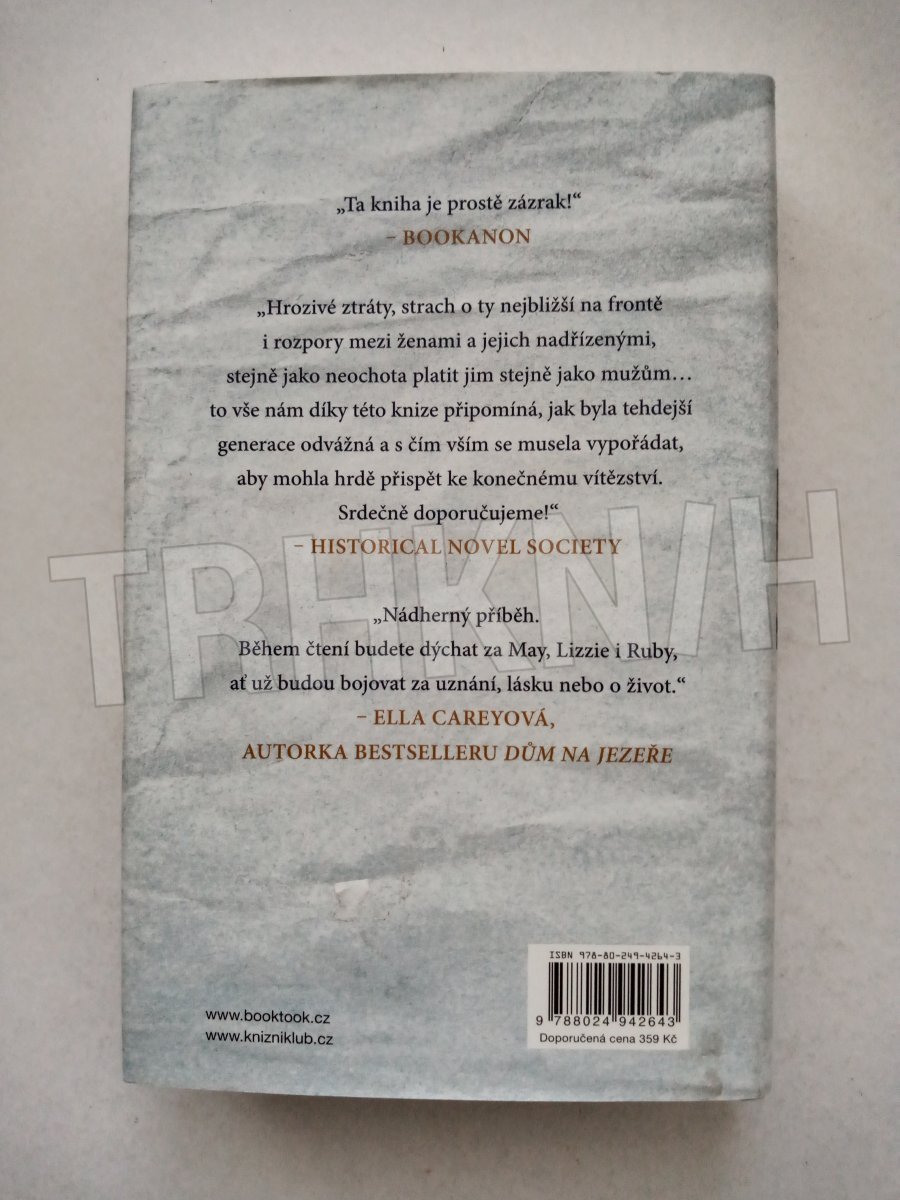 „Ta kniha je prostě zázrak!“
– BOOKANON
„Hrozivé ztráty, strach o ty nejbližší na frontě
i rozpory mezi ženami a jejich nadřízenými,
stejně jako neochota platit jim stejně jako mužům…
to vše nám díky této knize připomíná, jak byla tehdejší
generace odvážná a s čím vším se musela vypořádat,
aby mohla hrdě přispět ke konečnému vítězství.
Srdečně doporučujeme!“
– HISTORICAL NOVEL SOCIETY
TRHKNIH
„Nádherný příběh.
Během čtení budete dýchat za May, Lizzie i Ruby,
ať už budou bojovat za uznání, lásku nebo o život.“
– ELLA CAREYOVÁ,
AUTORKA BESTSELLERU DŮM NA JEZEŘE
ISBN 978-80-249-4264-3
9 788024 942643
Doporučená cena 359 Kč
www.booktook.cz
www.knizniklub.cz